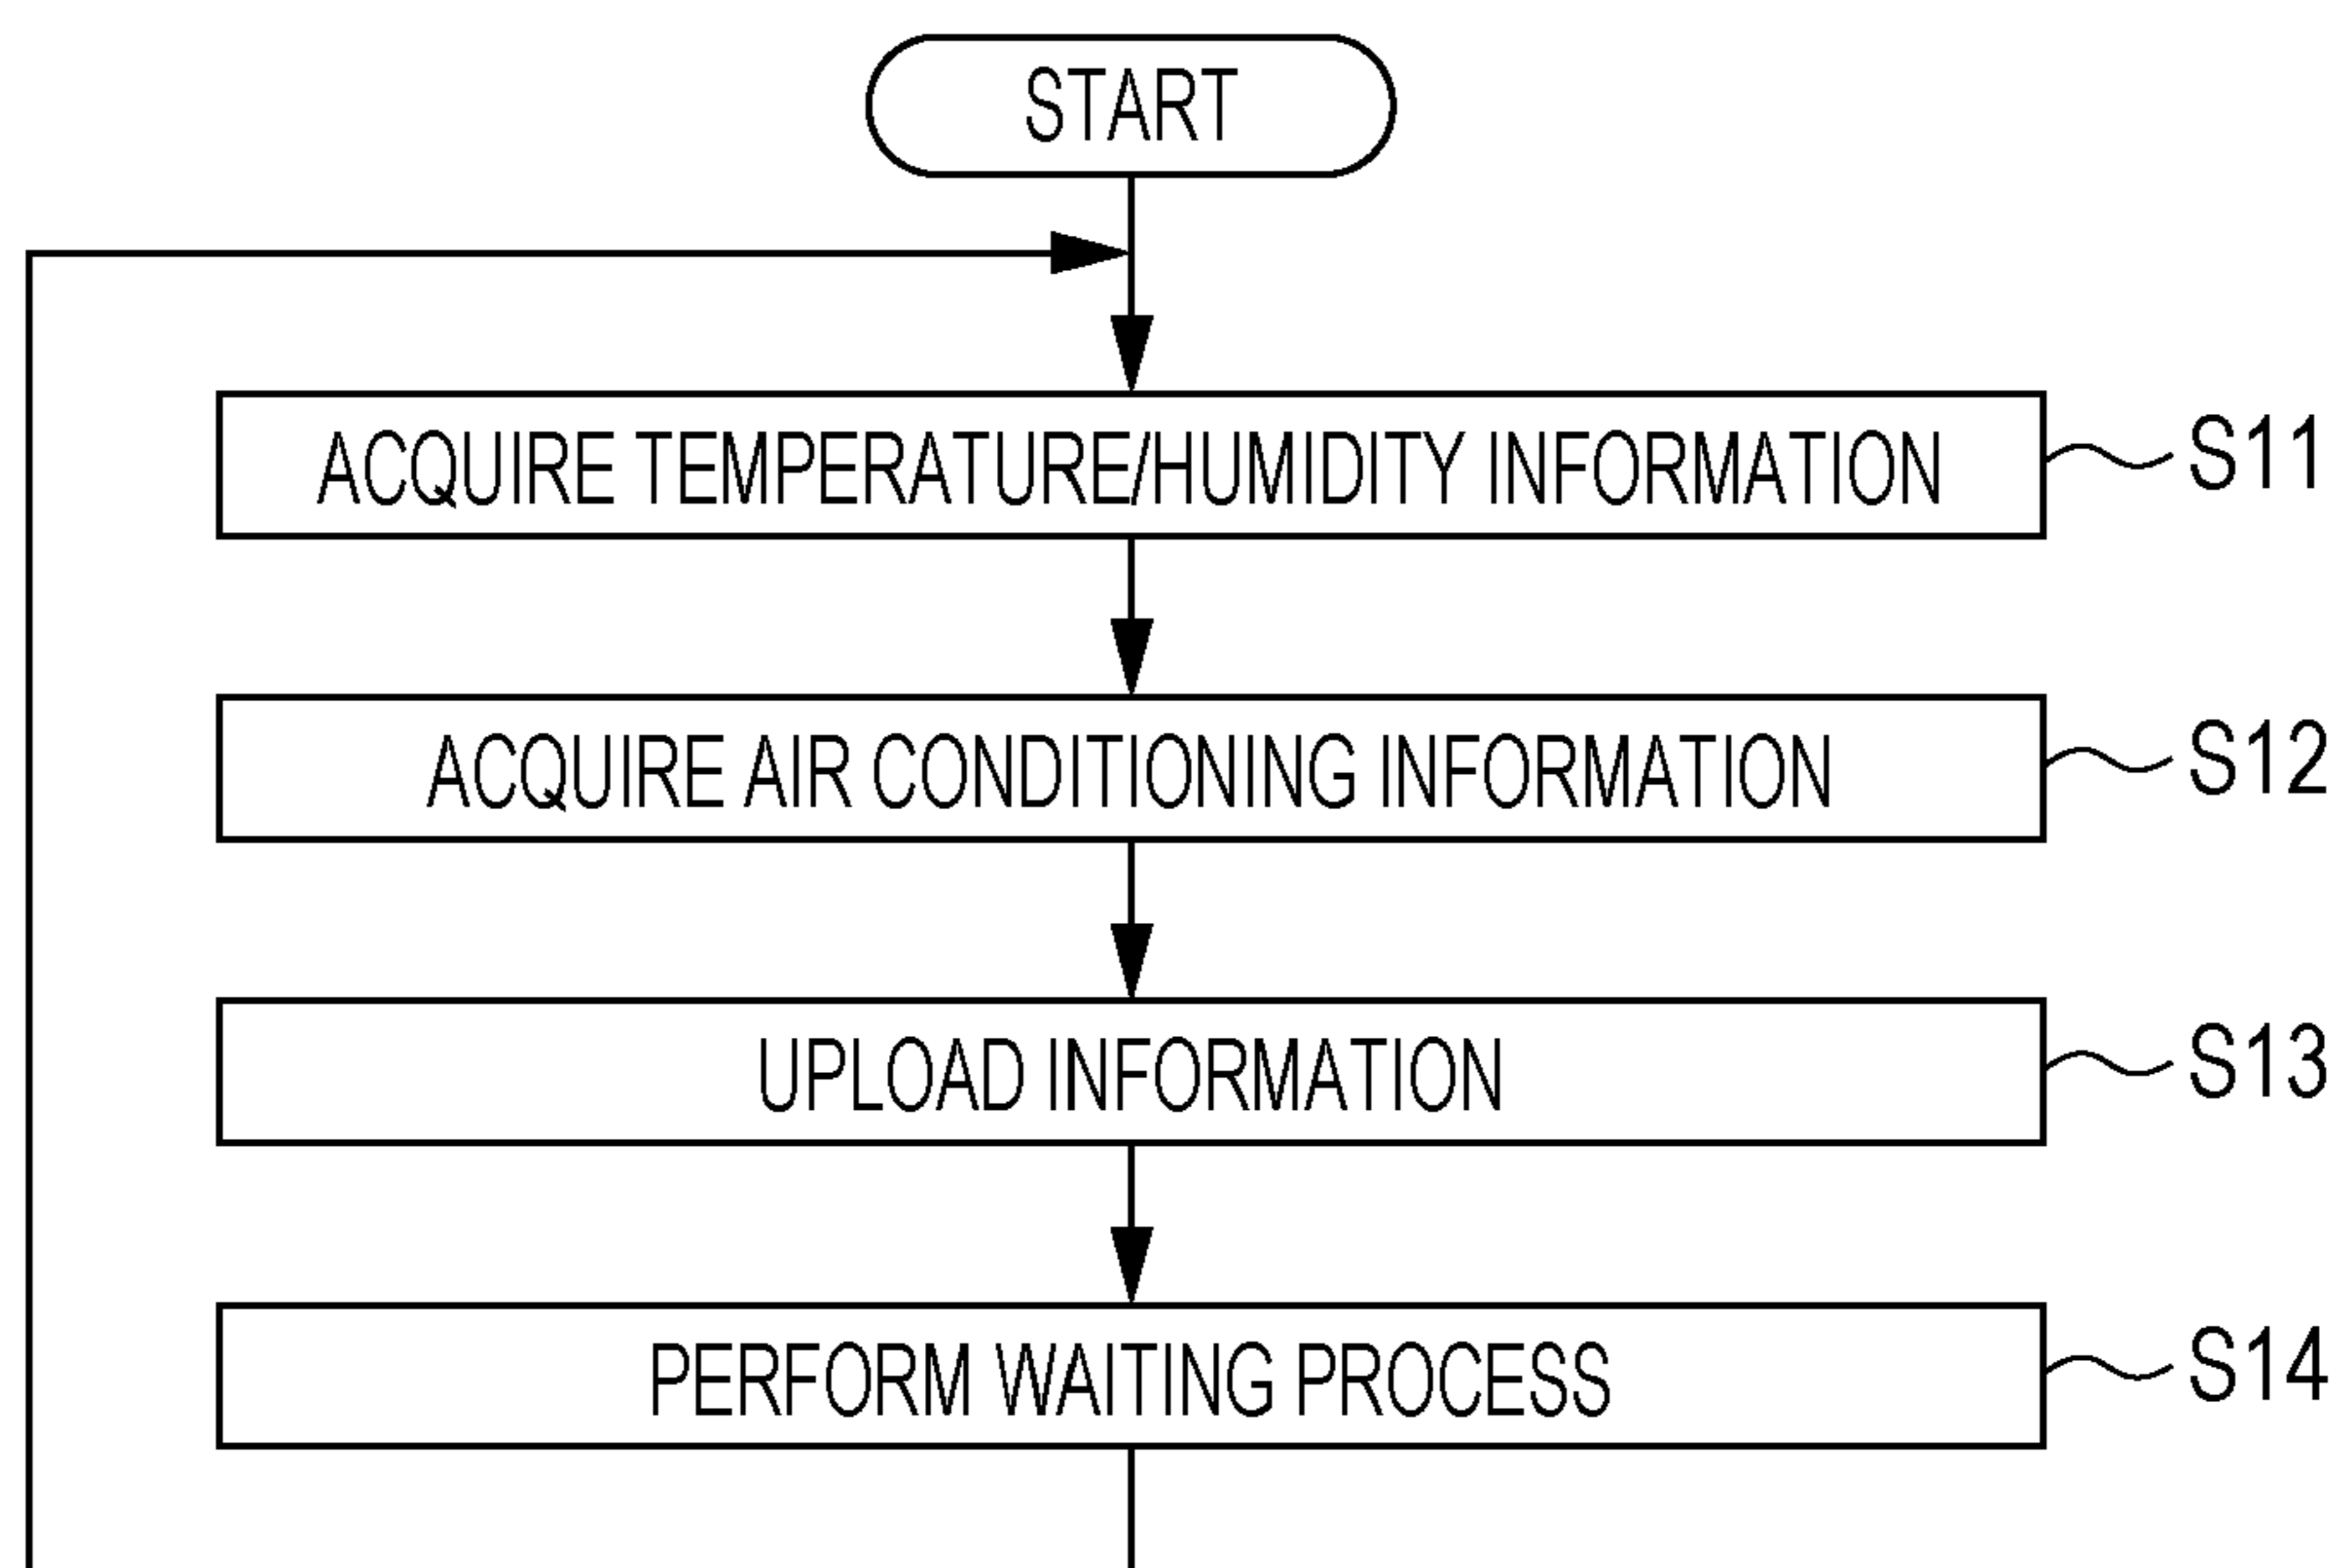 START
ACQUIRE TEMPERATURE/HUMIDITY INFORMATION S11
ACQUIRE AIR CONDITIONING INFORMATION S12
UPLOAD INFORMATION S13
PERFORM WAITING PROCESS S14